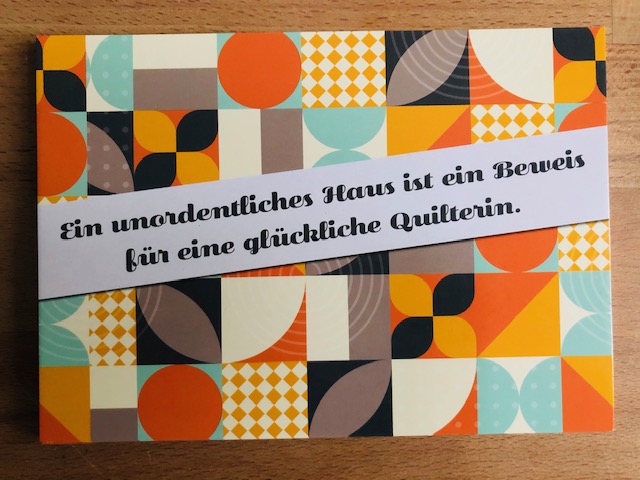 Ein unordentliches Haus ist ein Beweis
für eine glückliche Quilterin.